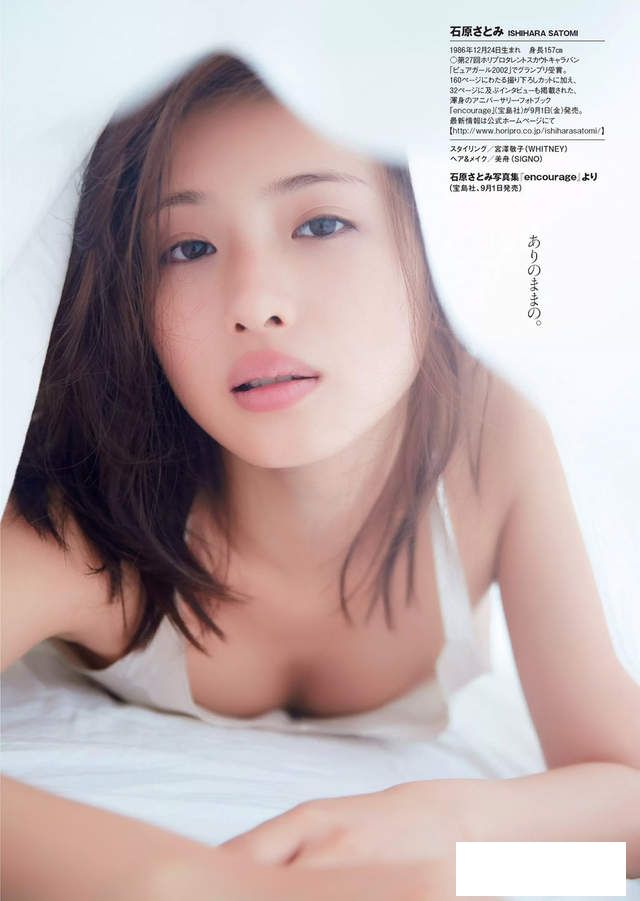 石原さとみ ISHIHARA SATOMI
1986年12月24日生まれ 身長157㎝
○第27回ホリプロタレントスカウトキャラバン
「ピュアガール2002」でグランプリ受賞。
160ページにわたる撮り下ろしカットに加え、
32ページに及ぶインタビューも掲載された、
渾身のアニバーサリー・フォトブック
『encourage』(宝島社)が9月1日(金)発売。
最新情報は公式ホームページにて
【http://www.horipro.co.jp/ishiharasatomi/】
スタイリング／宮澤敬子(WHITNEY)
ヘア&メイク／美舟(SIGNO)
石原さとみ写真集『encourage』より
(宝島社、9月1日発売)
ありのままの。